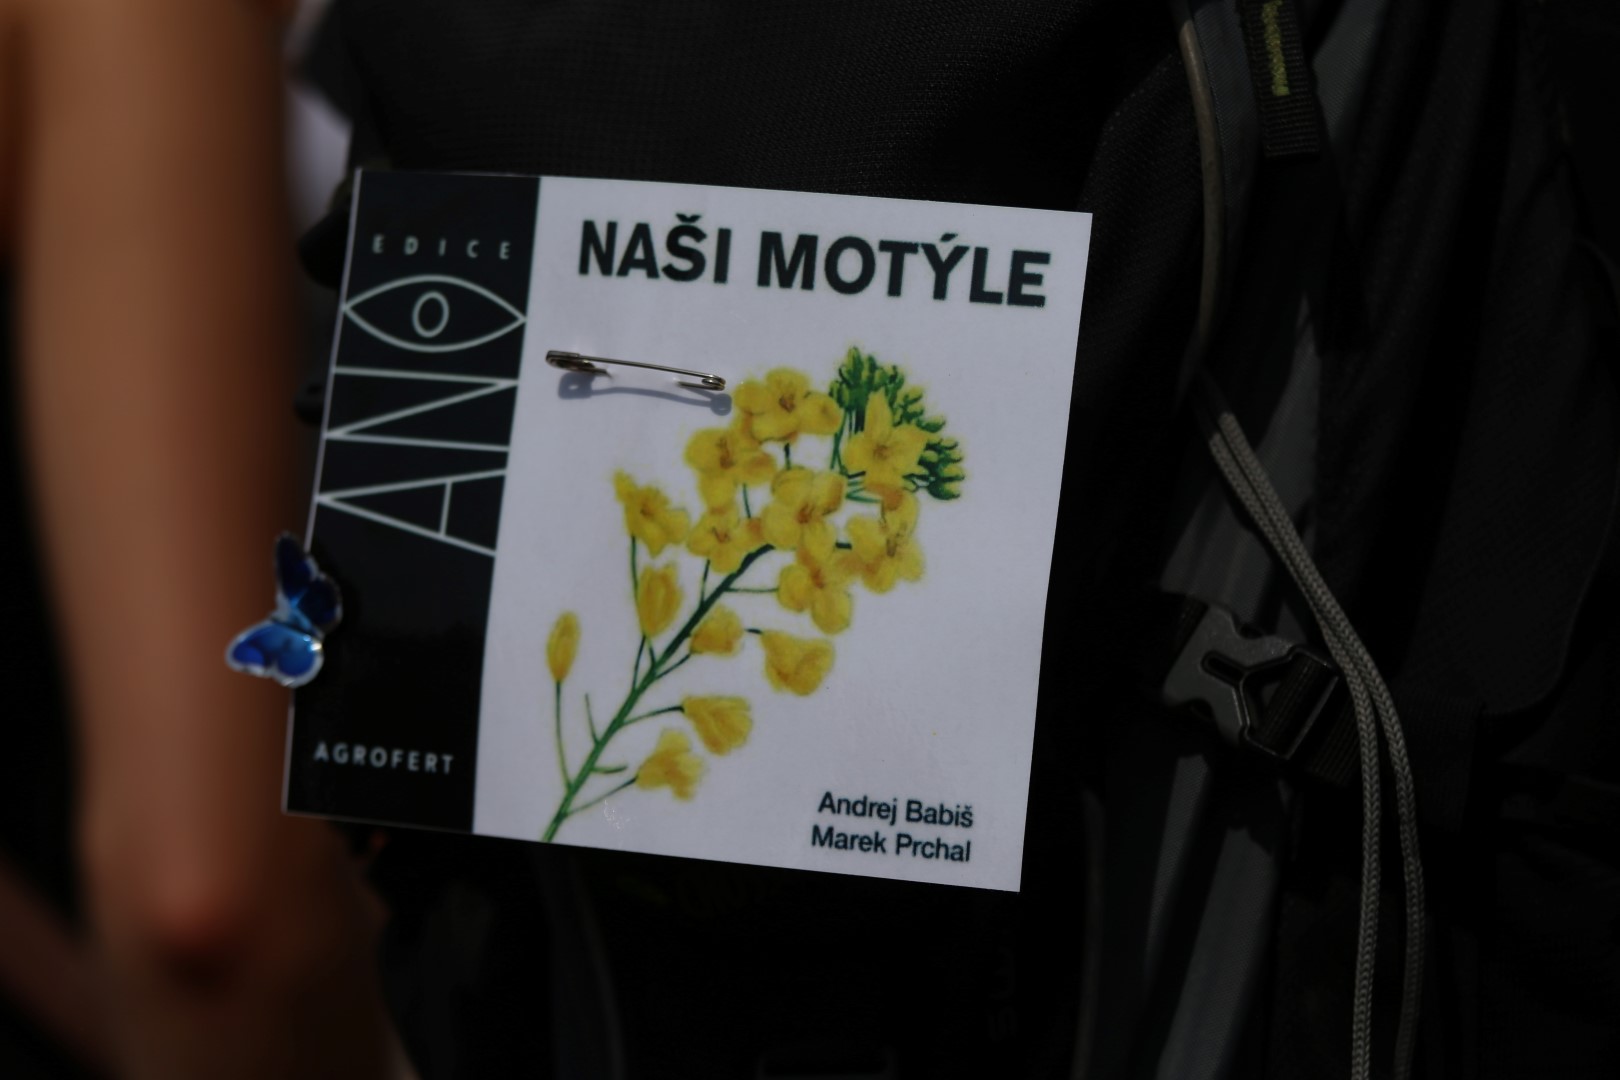 EDICE
ANO
AGROFERT
NAŠI MOTÝLE
Andrej Babiš
Marek Prchal